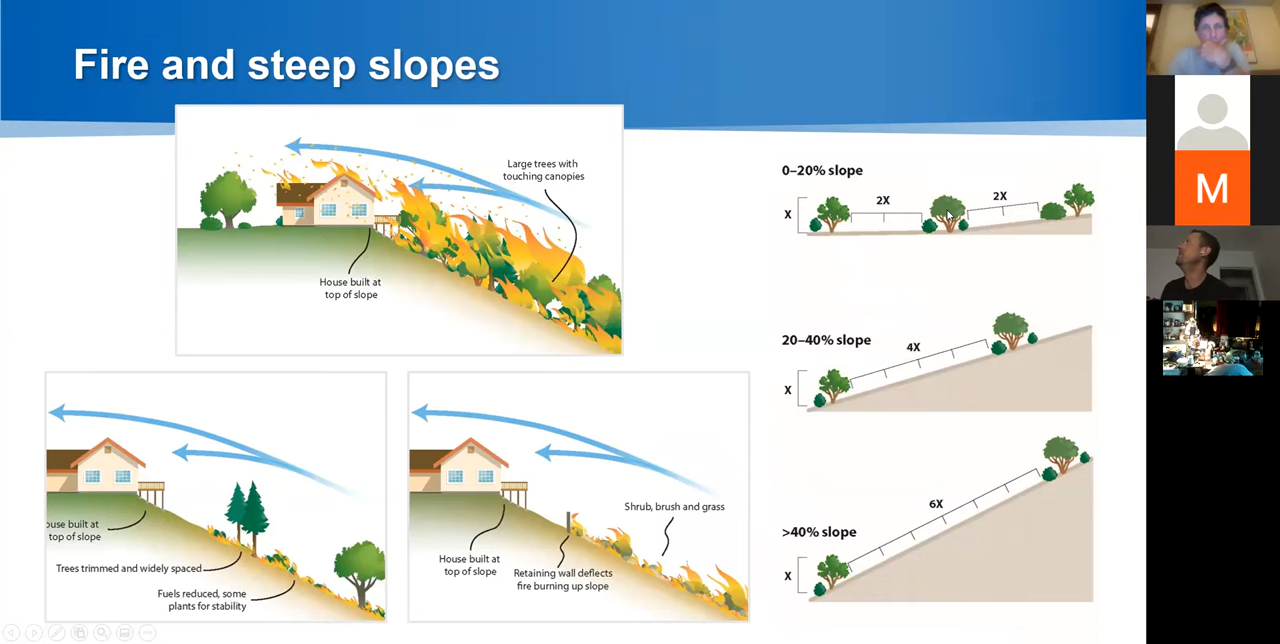 Fire and steep slopes
Large trees with
touching canopies
House built at
top of slope
ouse built at
top of slope
Trees trimmed and widely spaced
Fuels reduced, some
plants for stability
House built at
top of slope
Retaining wall deflects
fire burning up slope
Shrub, brush and grass
0–20% slope
X
2X
2X
20–40% slope
X
4X
>40% slope
X
6X
M